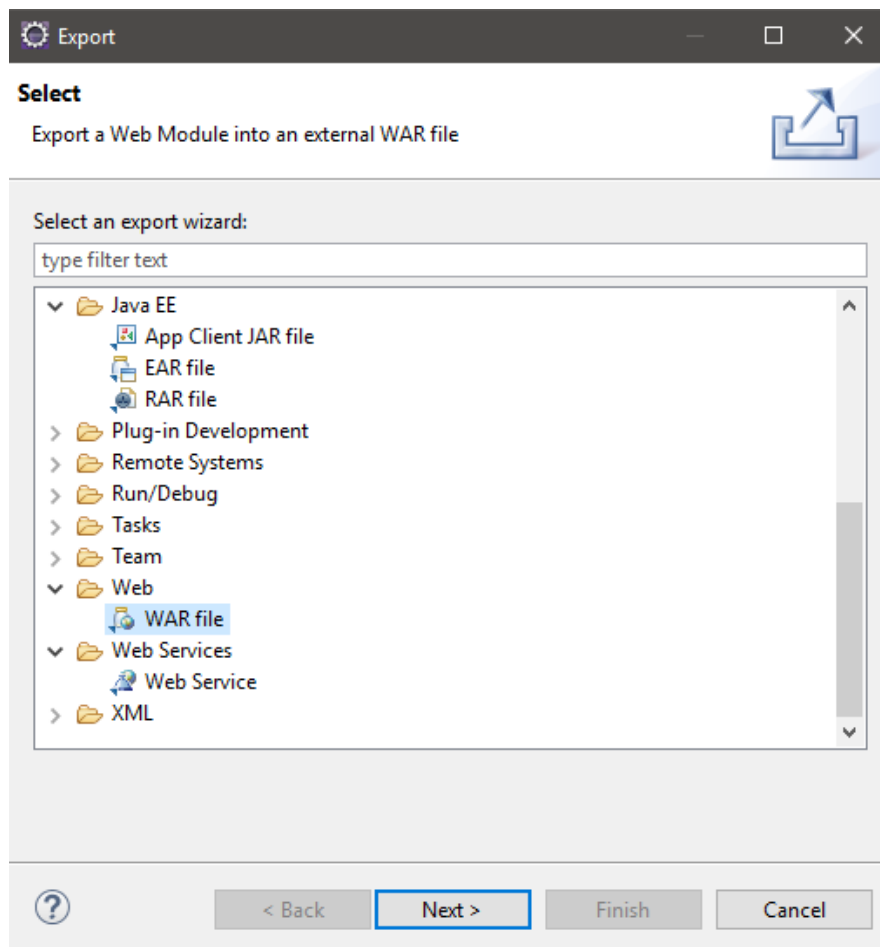 Export
Select
Export a Web Module into an external WAR file
Select an export wizard:
type filter text
Java EE
App Client JAR file
EAR file
RAR file
Plug-in Development
Remote Systems
Run/Debug
Tasks
Team
Web
WAR file
Web Services
Web Service
XML
? < Back Next > Finish Cancel